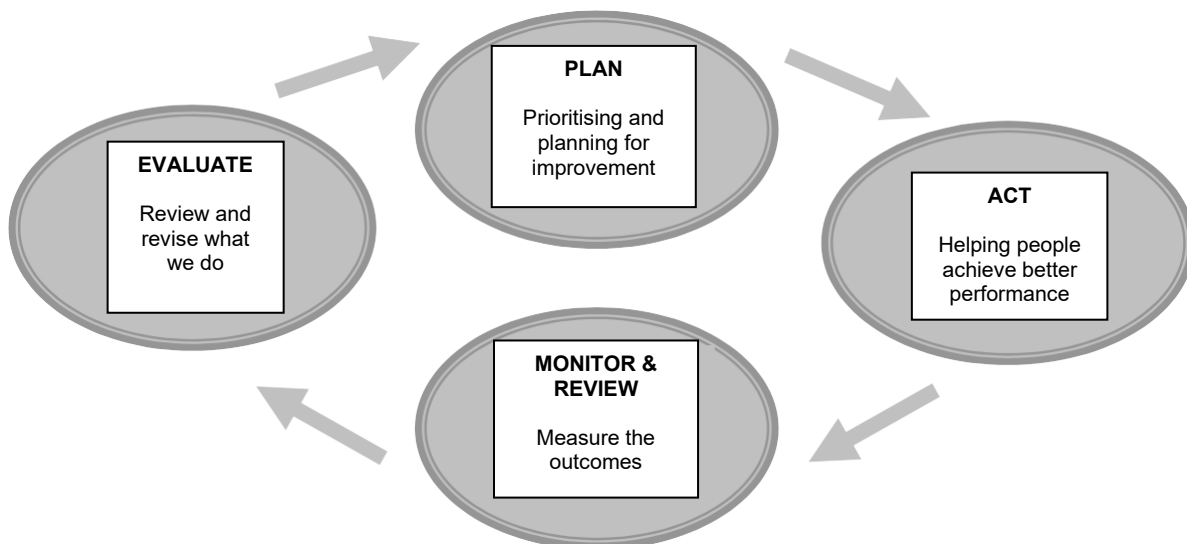 PLAN
Prioritising and
planning for
improvement
ACT
Helping people
achieve better
performance
MONITOR &
REVIEW
Measure the
outcomes
EVALUATE
Review and
revise what
we do